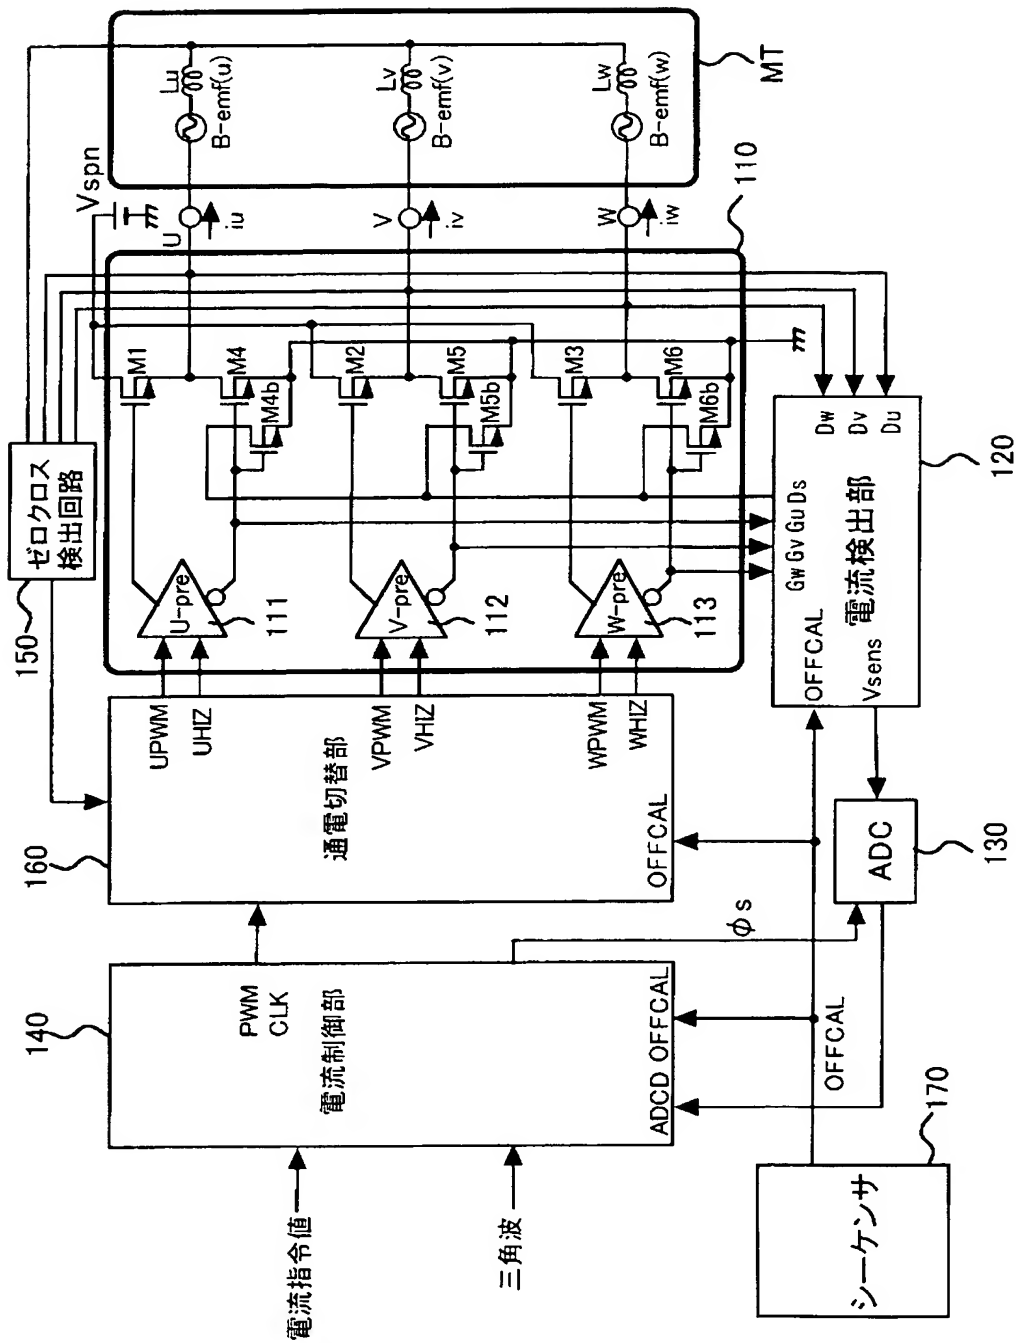 電流指令値
三角波
140
電流制御部
PWM
CLK
ADCD OFFCAL
φs
160
通電切替部
UPWM
UHIZ
VPWM
VHIZ
WPWM
WHIZ
OFFCAL
150
ゼロクロス
検出回路
U-pre
111
V-pre
112
W-pre
113
M1
M4
M4b
M2
M5
M5b
M3
M6
M6b
110
Vspn
U
iu
V
iv
W
iw
Lu
B-emf(u)
Lv
B-emf(v)
Lw
B-emf(w)
MT
シーケンサ
170
OFFCAL
ADC
130
OFFCAL
Vsens
電流検出部
Gw Gv Gu Ds
Dw
Dv
Du
120